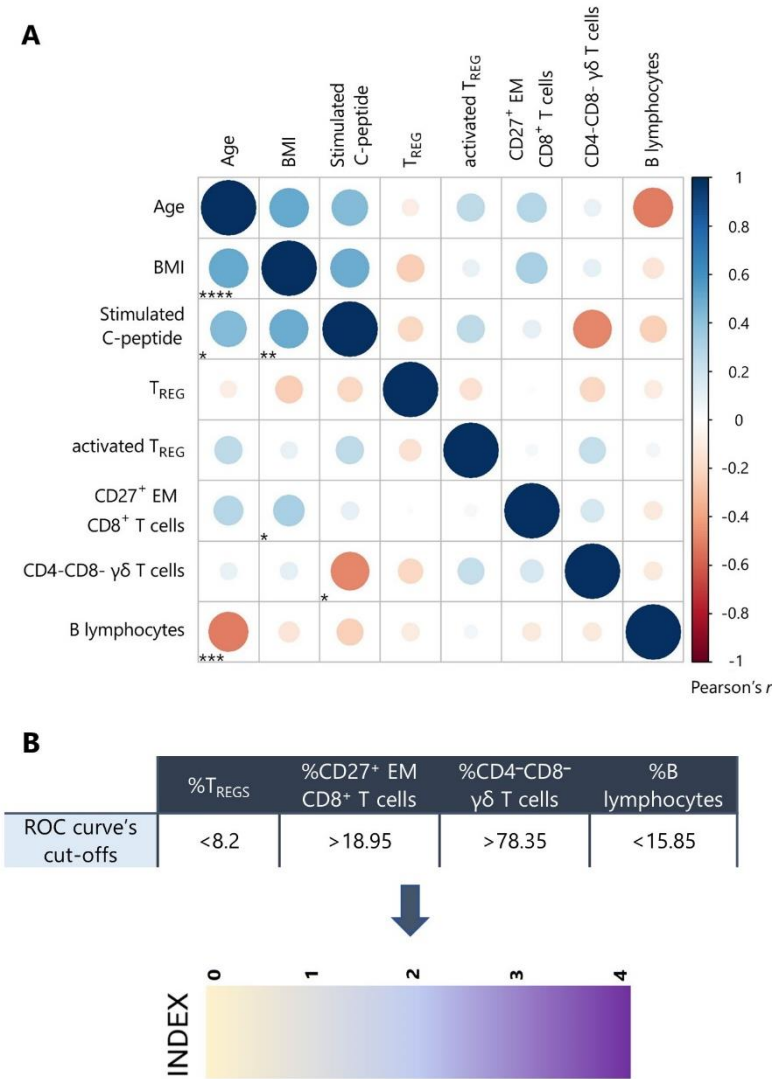 A
Age
BMI
Stimulated
C-peptide
TREG
activated TREG
CD27+ EM
CD8+ T cells
CD4-CD8- γδ T cells
B lymphocytes
Age
BMI
****
Stimulated
C-peptide
* **
TREG
activated TREG
CD27+ EM
CD8+ T cells
*
CD4-CD8- γδ T cells
*
B lymphocytes
***
1
0.8
0.6
0.4
0.2
0
-0.2
-0.4
-0.6
-0.8
-1
Pearson's r
B
%TREGS
%CD27+ EM
CD8+ T cells
%CD4-CD8-
γδ T cells
%B
lymphocytes
ROC curve's
cut-offs
<8.2 >18.95 >78.35 <15.85
INDEX
0 1 2 3 4